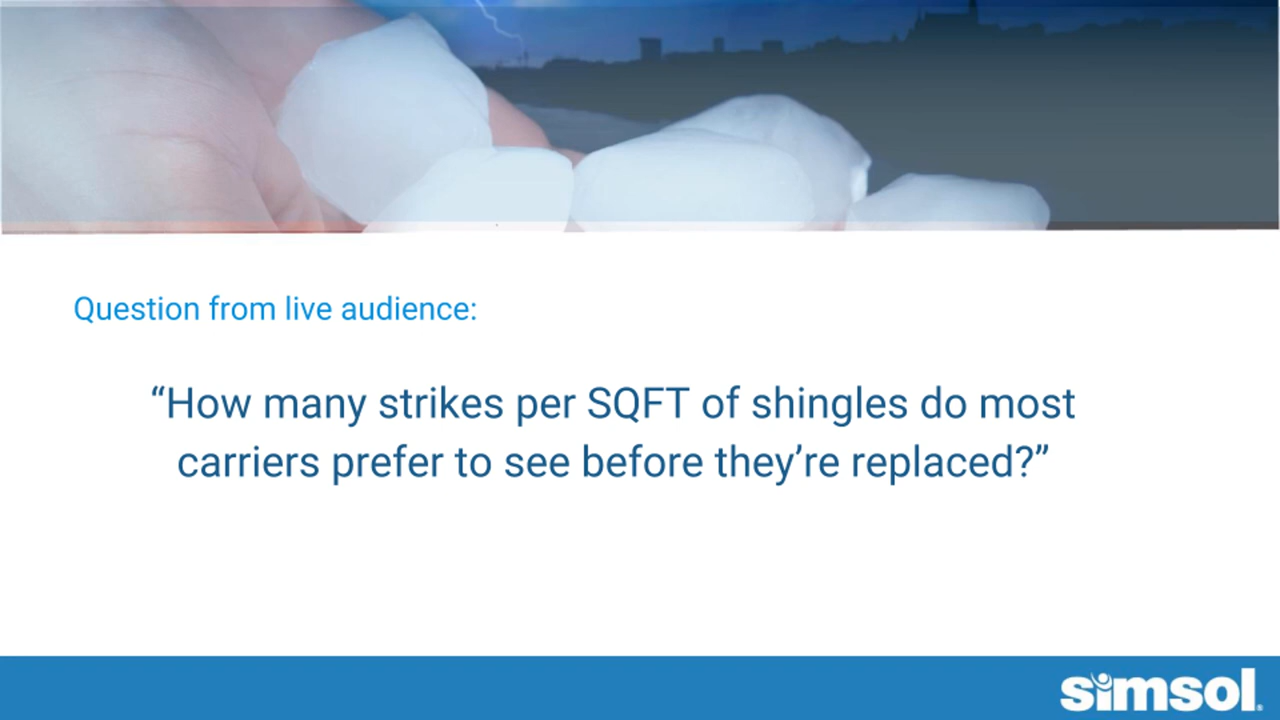 Question from live audience:
“How many strikes per SQFT of shingles do most
carriers prefer to see before they’re replaced?”
simsol®